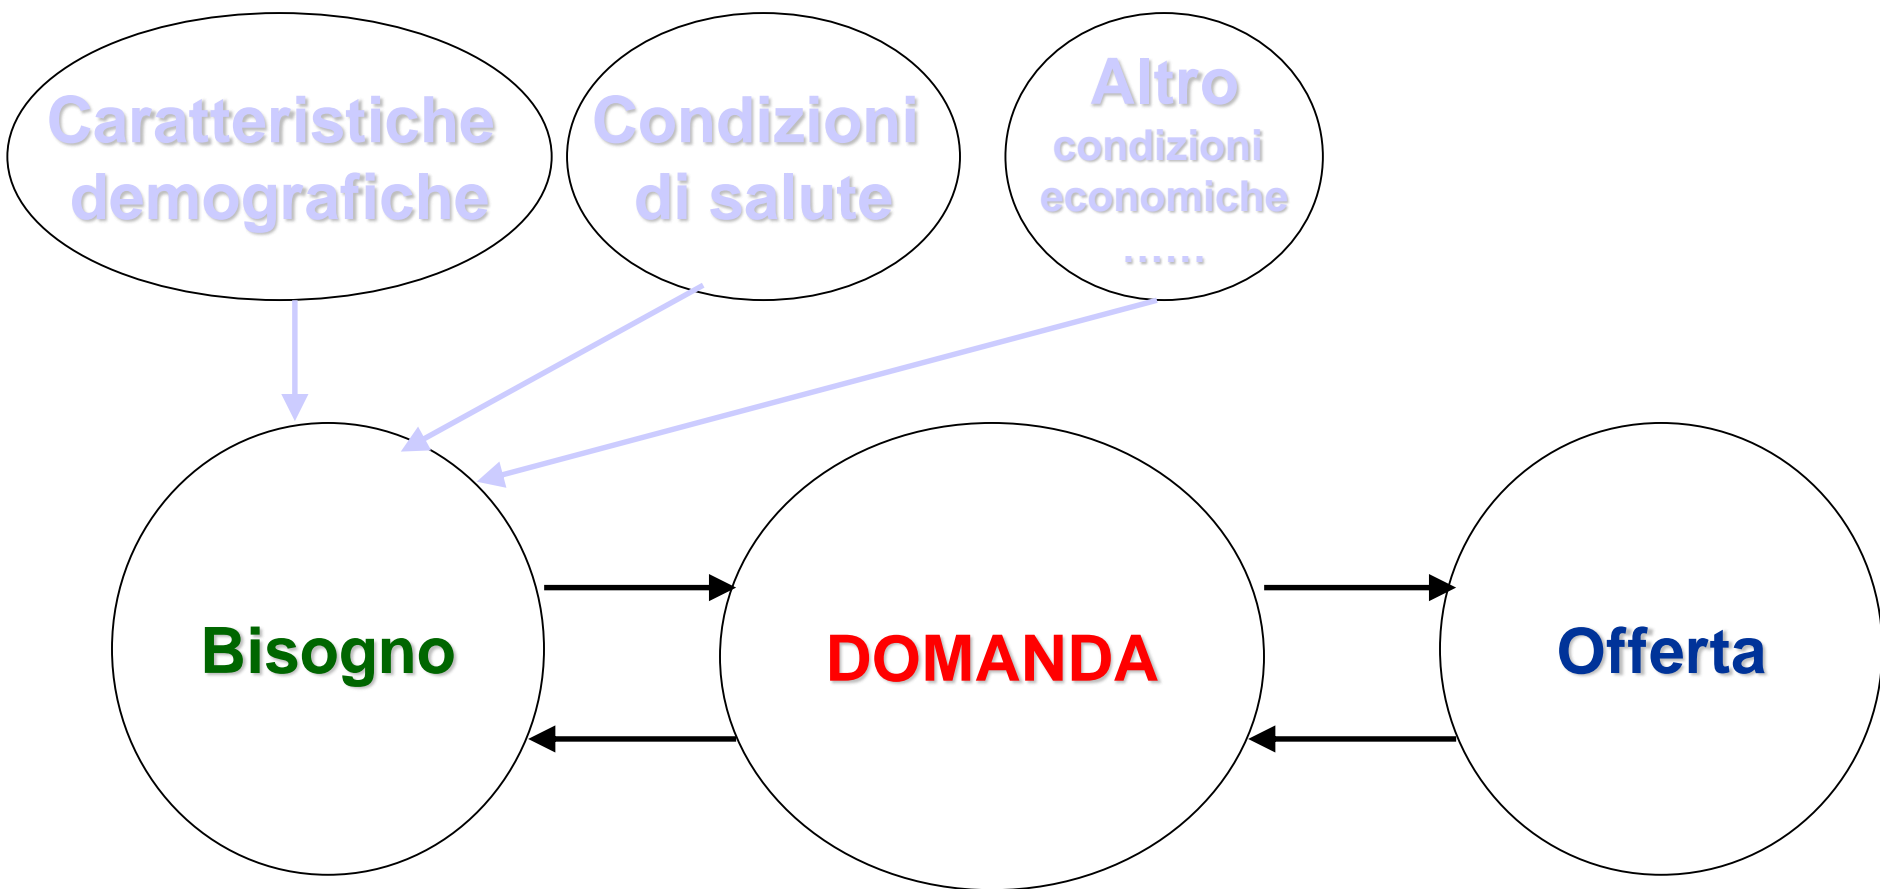 Caratteristiche
demografiche
Condizioni
di salute
Altro
condizioni
economiche
......
Bisogno
DOMANDA
Offerta